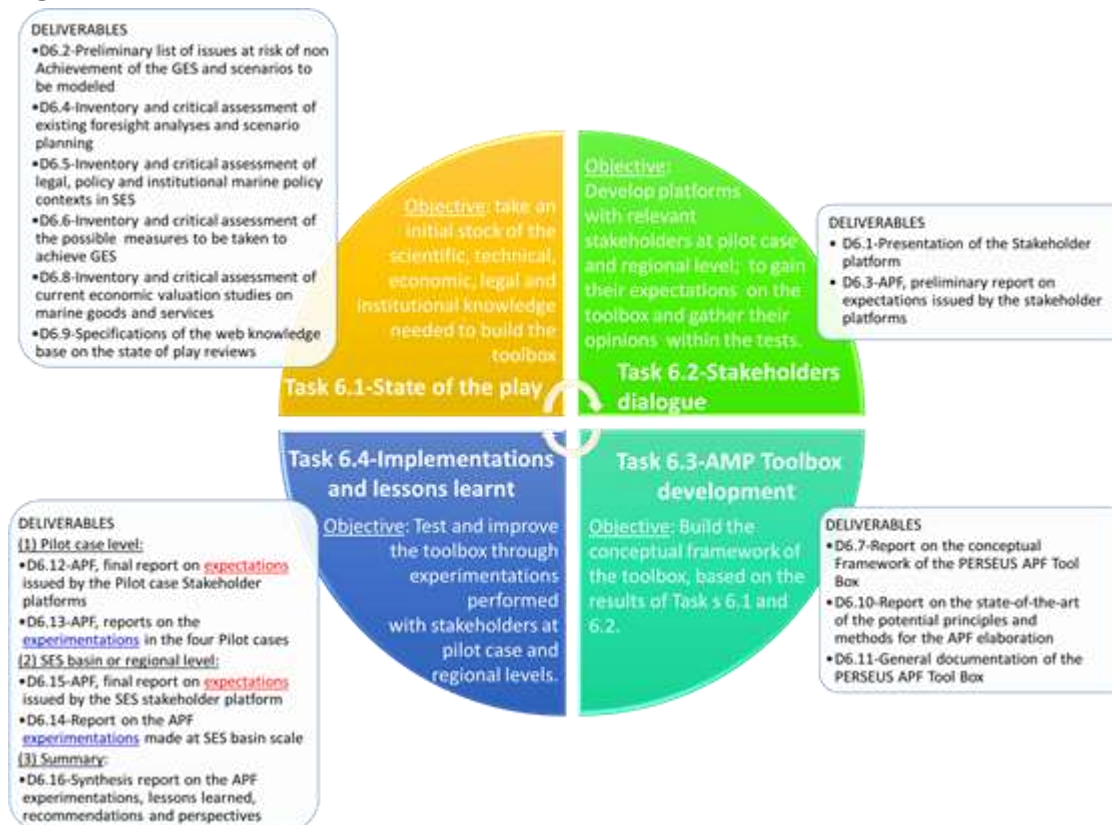 DELIVERABLES
•D6.2-Preliminary list of issues at risk of non
Achievement of the GES and scenarios to
be modeled
•D6.4-Inventory and critical assessment of
existing foresight analyses and scenario
planning
•D6.5-Inventory and critical assessment of
legal, policy and institutional marine policy
contexts in SES
•D6.6-Inventory and critical assessment of
the possible measures to be taken to
achieve GES
•D6.8-Inventory and critical assessment of
current economic valuation studies on
marine goods and services
•D6.9-Specifications of the web knowledge
base on the state of play reviews
Objective: take an
initial stock of the
scientific, technical,
economic, legal and
institutional knowledge
needed to build the
toolbox
Task 6.1-State of the play
Objective:
Develop platforms
with relevant
stakeholders at pilot case
and regional level; to gain
their expectations on the
toolbox and gather their
opinions within the tests.
Task 6.2-Stakeholders
dialogue
DELIVERABLES
• D6.1-Presentation of the Stakeholder
platform
• D6.3-APF, preliminary report on
expectations issued by the stakeholder
platforms
Task 6.4-Implementations
and lessons learnt
Objective: Test and improve
the toolbox through
experimentations
performed
with stakeholders at
pilot case and
regional levels.
Task 6.3-AMP Toolbox
development
Objective: Build the
conceptual framework of
the toolbox, based on the
results of Task s 6.1 and
6.2.
DELIVERABLES
(1) Pilot case level:
•D6.12-APF, final report on expectations
issued by the Pilot case Stakeholder
platforms
•D6.13-APF, reports on the
experimentations in the four Pilot cases
(2) SES basin or regional level:
•D6.15-APF, final report on expectations
issued by the SES stakeholder platform
•D6.14-Report on the APF
experimentations made at SES basin scale
(3) Summary:
•D6.16-Synthesis report on the APF
experimentations, lessons learned,
recommendations and perspectives
DELIVERABLES
•D6.7-Report on the conceptual
Framework of the PERSEUS APF Tool
Box
•D6.10-Report on the state-of-the-art
of the potential principles and
methods for the APF elaboration
•D6.11-General documentation of the
PERSEUS APF Tool Box